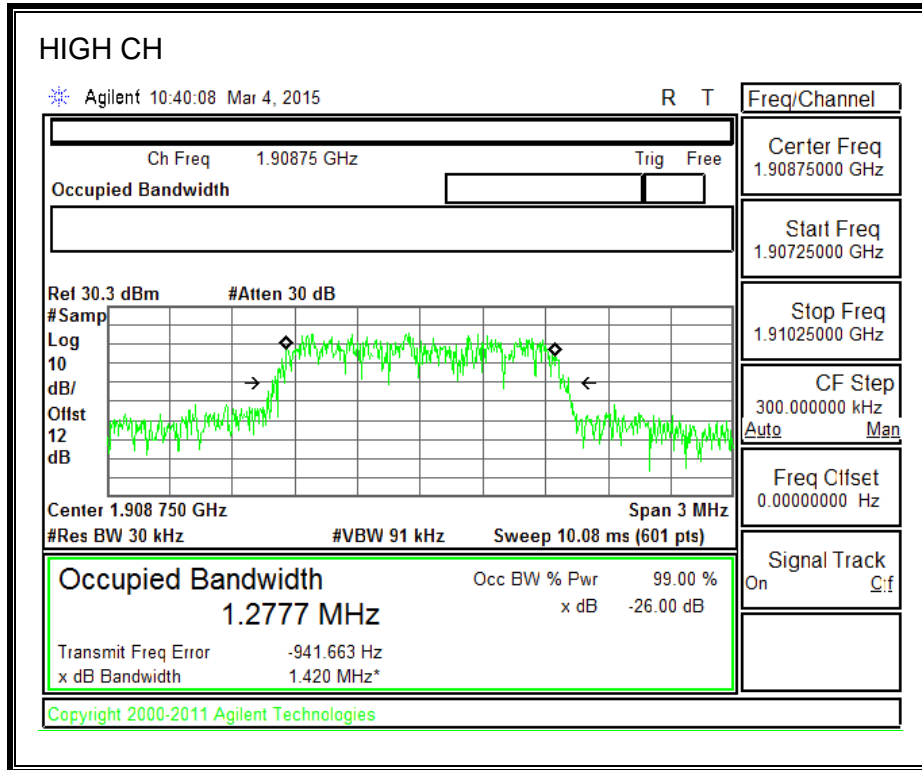 HIGH CH
Agilent 10:40:08 Mar 4, 2015 R T
Freq/Channel
Ch Freq 1.90875 GHz Trig Free
Occupied Bandwidth
Center Freq
1.90875000 GHz
Start Freq
1.90725000 GHz
Stop Freq
1.91025000 GHz
CF Step
300.000000 kHz
Auto Man
Freq Offset
0.00000000 Hz
Signal Track
On Off
Ref 30.3 dBm #Atten 30 dB
#Samp
Log
10
dB/
Offst
12
dB
Center 1.908 750 GHz Span 3 MHz
#Res BW 30 kHz #VBW 91 kHz Sweep 10.08 ms (601 pts)
Occupied Bandwidth Occ BW % Pwr 99.00 %
1.2777 MHz x dB -26.00 dB
Transmit Freq Error -941.663 Hz
x dB Bandwidth 1.420 MHz*
Copyright 2000-2011 Agilent Technologies